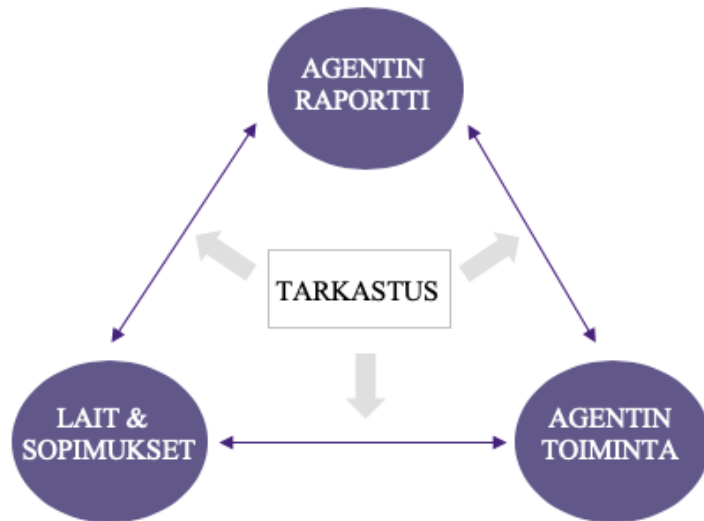 AGENTIN
RAPORTTI
TARKASTUS
LAIT &
SOPIMUKSET
AGENTIN
TOIMINTA